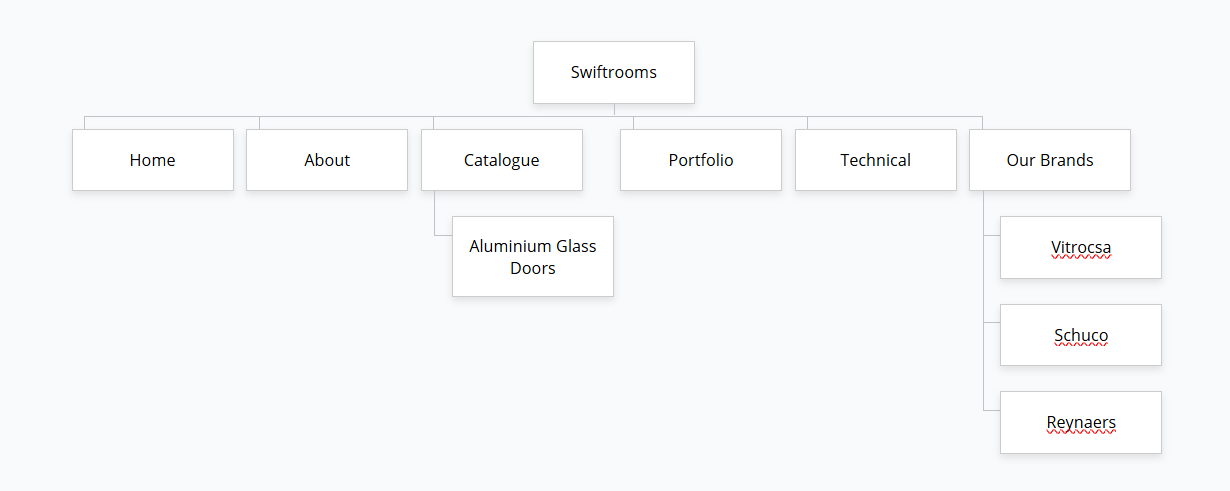 Swiftrooms
Home
About
Catalogue
Portfolio
Technical
Our Brands
Aluminium Glass
Doors
Vitrocsa
Schuco
Reynaers